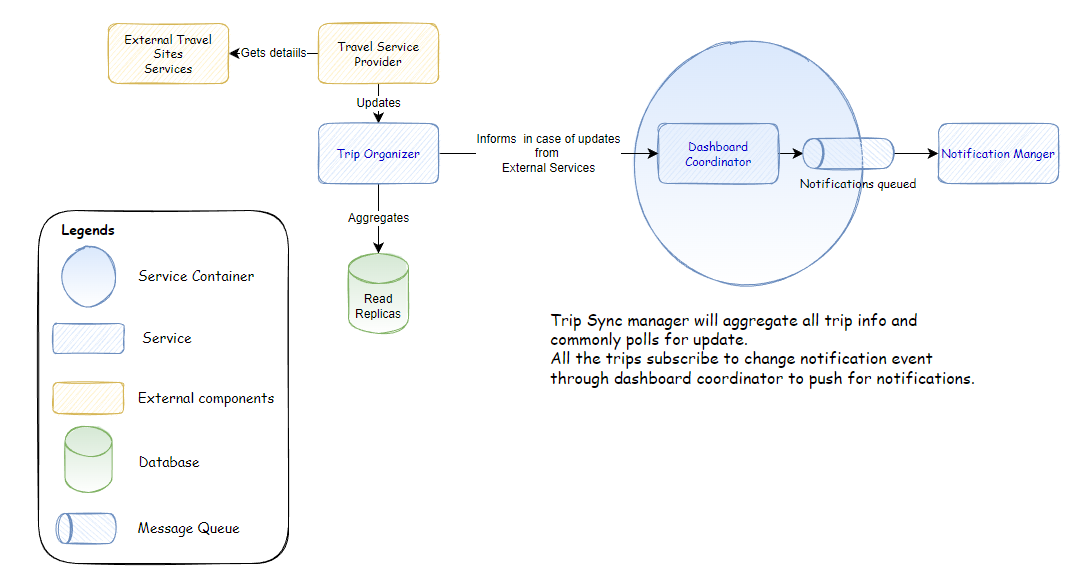 External Travel
Sites
Services
Gets details
Travel Service
Provider
Updates
Trip Organizer
Informs in case of updates
from
External Services
Dashboard
Coordinator
Notifications queued
Notification Manger
Aggregates
Read
Replicas
Legends
Service Container
Service
External components
Database
Message Queue
Trip Sync manager will aggregate all trip info and
commonly polls for update.
All the trips subscribe to change notification event
through dashboard coordinator to push for notifications.